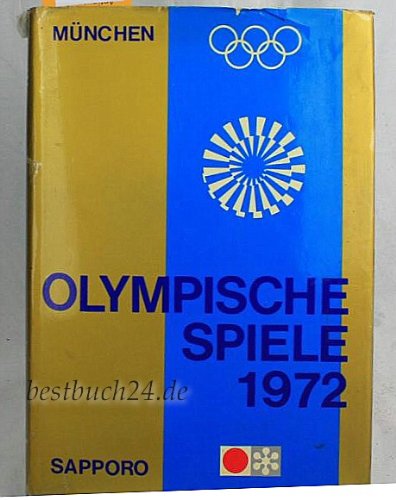 MÜNCHEN
OLYMPISCHE
SPIELE
1972
bestbuch24.de
SAPPORO